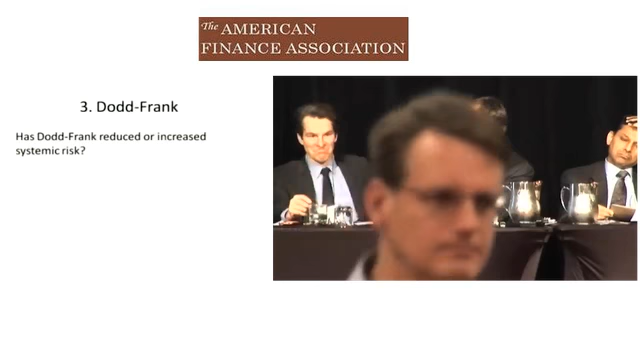 The AMERICAN
FINANCE ASSOCIATION
3. Dodd-Frank
Has Dodd-Frank reduced or increased
systemic risk?